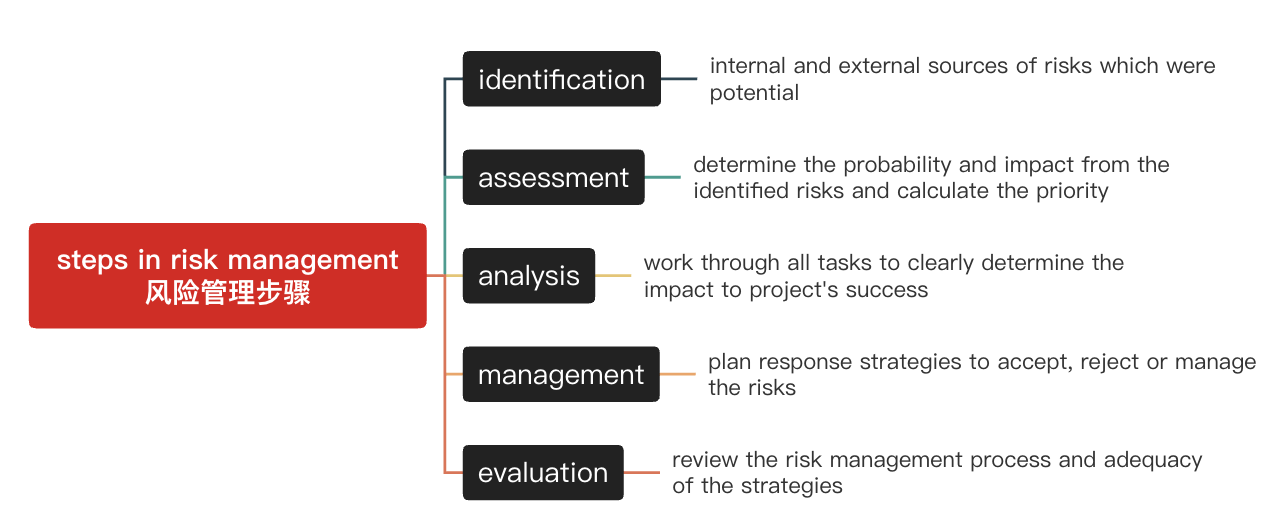 steps in risk management
风险管理步骤
identification
internal and external sources of risks which were
potential
assessment
determine the probability and impact from the
identified risks and calculate the priority
analysis
work through all tasks to clearly determine the
impact to project's success
management
plan response strategies to accept, reject or manage
the risks
evaluation
review the risk management process and adequacy
of the strategies